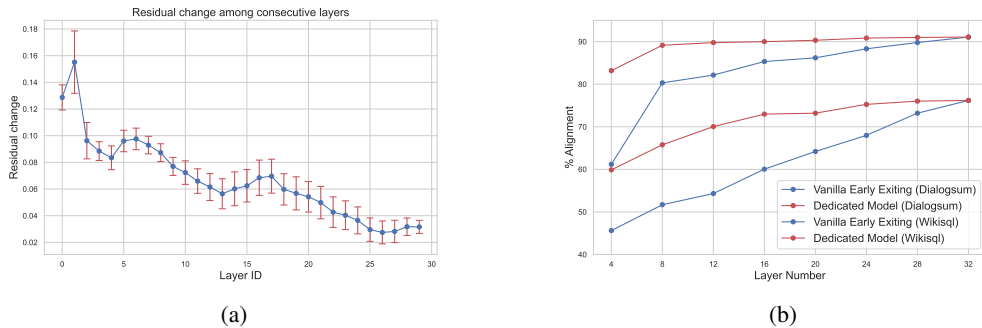 Residual change among consecutive layers
0.18
0.16
0.14
0.12
0.10
0.08
0.06
0.04
0.02
Residual change
0 5 10 15 20 25 30
Layer ID
(a)
90
80
70
60
50
40
% Alignment
Vanilla Early Exiting (Dialogsum)
Dedicated Model (Dialogsum)
Vanilla Early Exiting (Wikisql)
Dedicated Model (Wikisql)
4 8 12 16 20 24 28 32
Layer Number
(b)